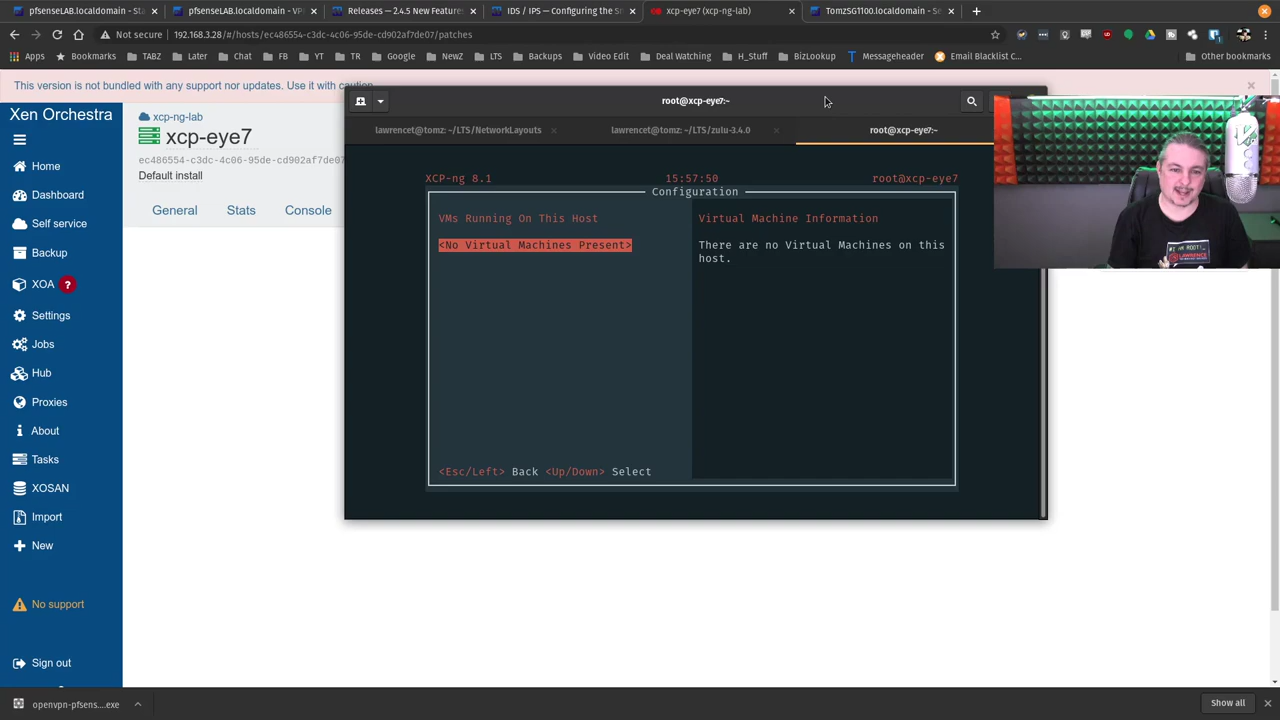 pfsenseLAB.localdomain - Sta
pfsenseLAB.localdomain - VP
Releases — 2.4.5 New Feature
IDS / IPS — Configuring the Sn
xcp-eye7 (xcp-ng-lab)
TomzSG1100.localdomain - S
Not secure
192.168.3.28/#/hosts/ec486554-c3dc-4c06-95de-cd902af7de07/patches
Apps
Bookmarks
TABZ
Later
Chat
FB
YT
TR
Google
NewZ
LTS
Backups
Video Edit
Deal Watching
H_Stuff
BizLookup
Messageheader
Email Blacklist C...
Other bookmarks
This version is not bundled with any support nor updates. Use it with caution.
Xen Orchestra
Home
Dashboard
Self service
Backup
XOA ?
Settings
Jobs
Hub
Proxies
About
Tasks
XOSAN
Import
New
No support
Sign out
xcp-ng-lab
xcp-eye7
ec486554-c3dc-4c06-95de-cd902af7de0
Default install
General
Stats
Console
root@xcp-eye7:~
lawrencet@tomz: ~/LTS/NetworkLayouts
lawrencet@tomz: ~/LTS/zulu-3.4.0
root@xcp-eye7:~
XCP-ng 8.1
15:57:50
root@xcp-eye7
Configuration
VMs Running On This Host
<No Virtual Machines Present>
Virtual Machine Information
There are no Virtual Machines on this
host.
<Esc/Left> Back <Up/Down> Select
LAWRENCE
openvpn-pfsens....exe
Show all